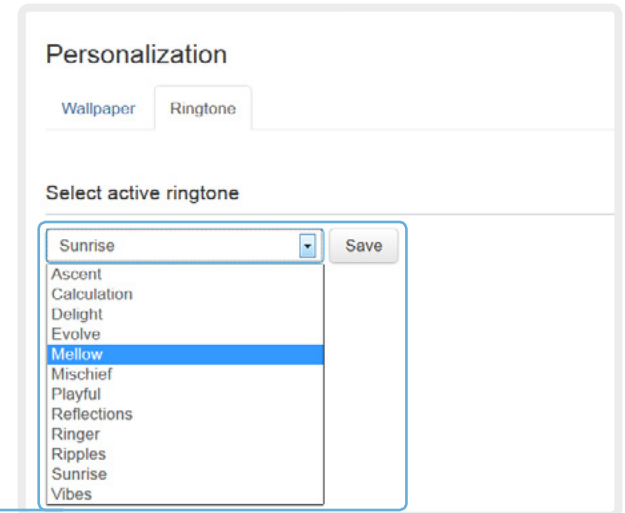 Personalization
Wallpaper Ringtone
Select active ringtone
Sunrise Save
Ascent
Calculation
Delight
Evolve
Mellow
Mischief
Playful
Reflections
Ringer
Ripples
Sunrise
Vibes